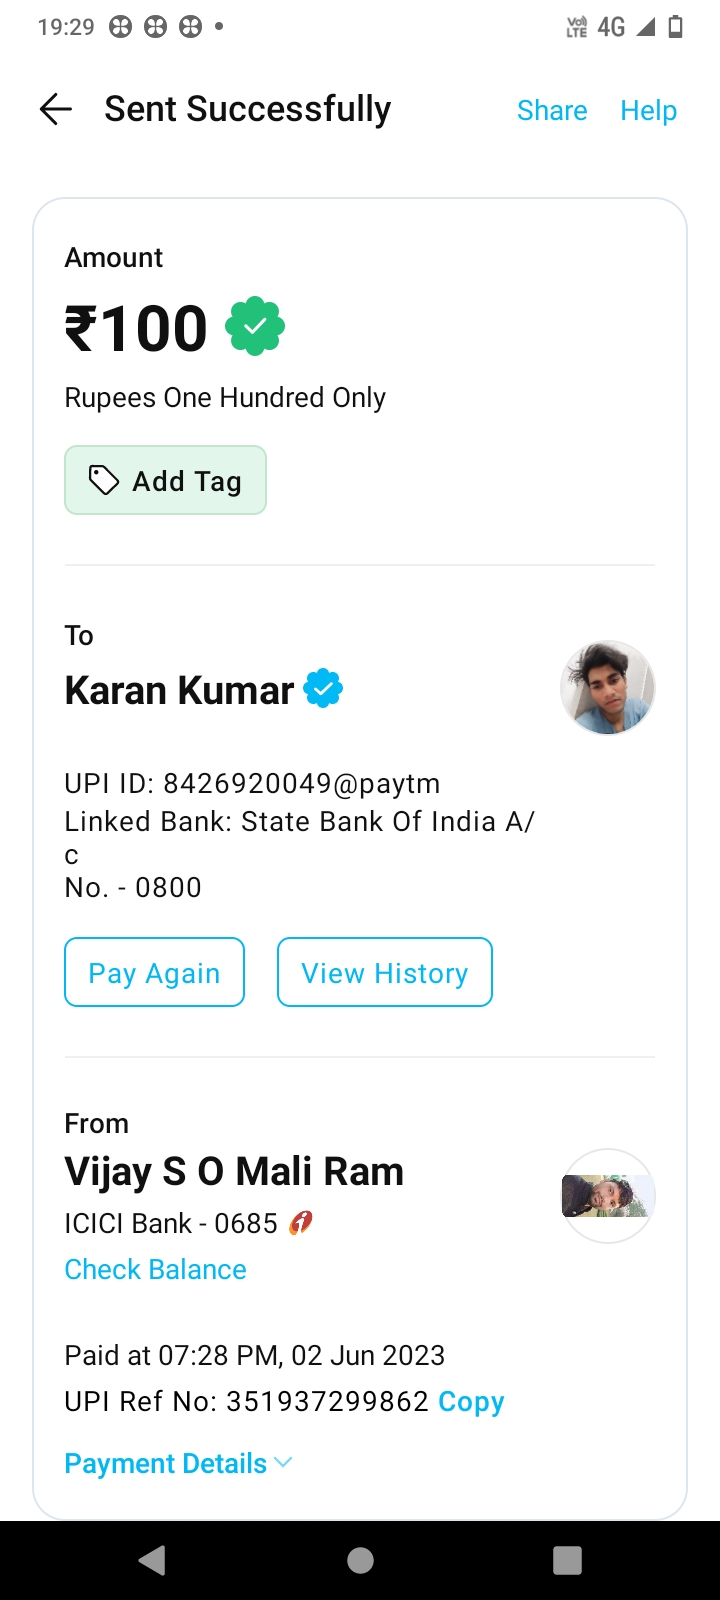 19:29
Vo) LTE 4G
Sent Successfully Share Help
Amount
₹100
Rupees One Hundred Only
Add Tag
To
Karan Kumar
UPI ID: 8426920049@paytm
Linked Bank: State Bank Of India A/
c
No. - 0800
Pay Again View History
From
Vijay S O Mali Ram
ICICI Bank - 0685
Check Balance
Paid at 07:28 PM, 02 Jun 2023
UPI Ref No: 351937299862 Copy
Payment Details